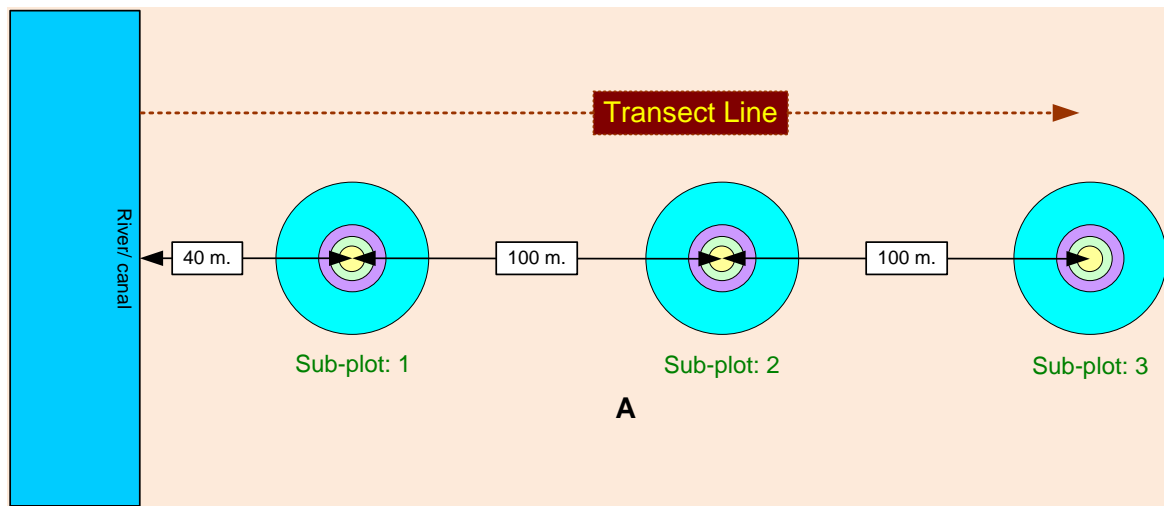 Transect Line
River/ canal
40 m.
100 m.
100 m.
Sub-plot: 1
Sub-plot: 2
Sub-plot: 3
A